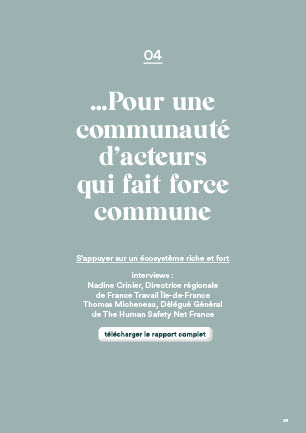 04
...Pour une
communauté
d'acteurs
qui fait force
commune
S'appuyer sur un écosystème riche et fort
interviews :
Nadine Crinier, Directrice régionale
de France Travail Île-de-France
Thomas Micheneau, Délégué Général
de The Human Safety Net France
télécharger le rapport complet